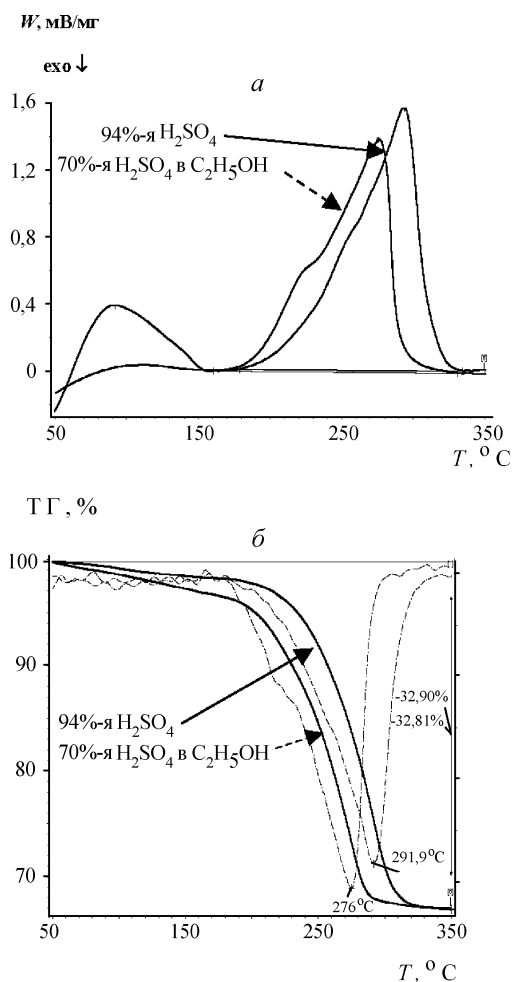 W, мВ/мг
exo ↓
а
1,6
94%-я H₂SO₄
1,2
70%-я H₂SO₄ в C₂H₅OH
0,8
0,4
0
50 150 250 350
T, °C
ТГ, %
б
100
90
-32,90%
94%-я H₂SO₄
-32,81%
70%-я H₂SO₄ в C₂H₅OH
80
291,9°C
70
276°C
50 150 250 350
T, °C